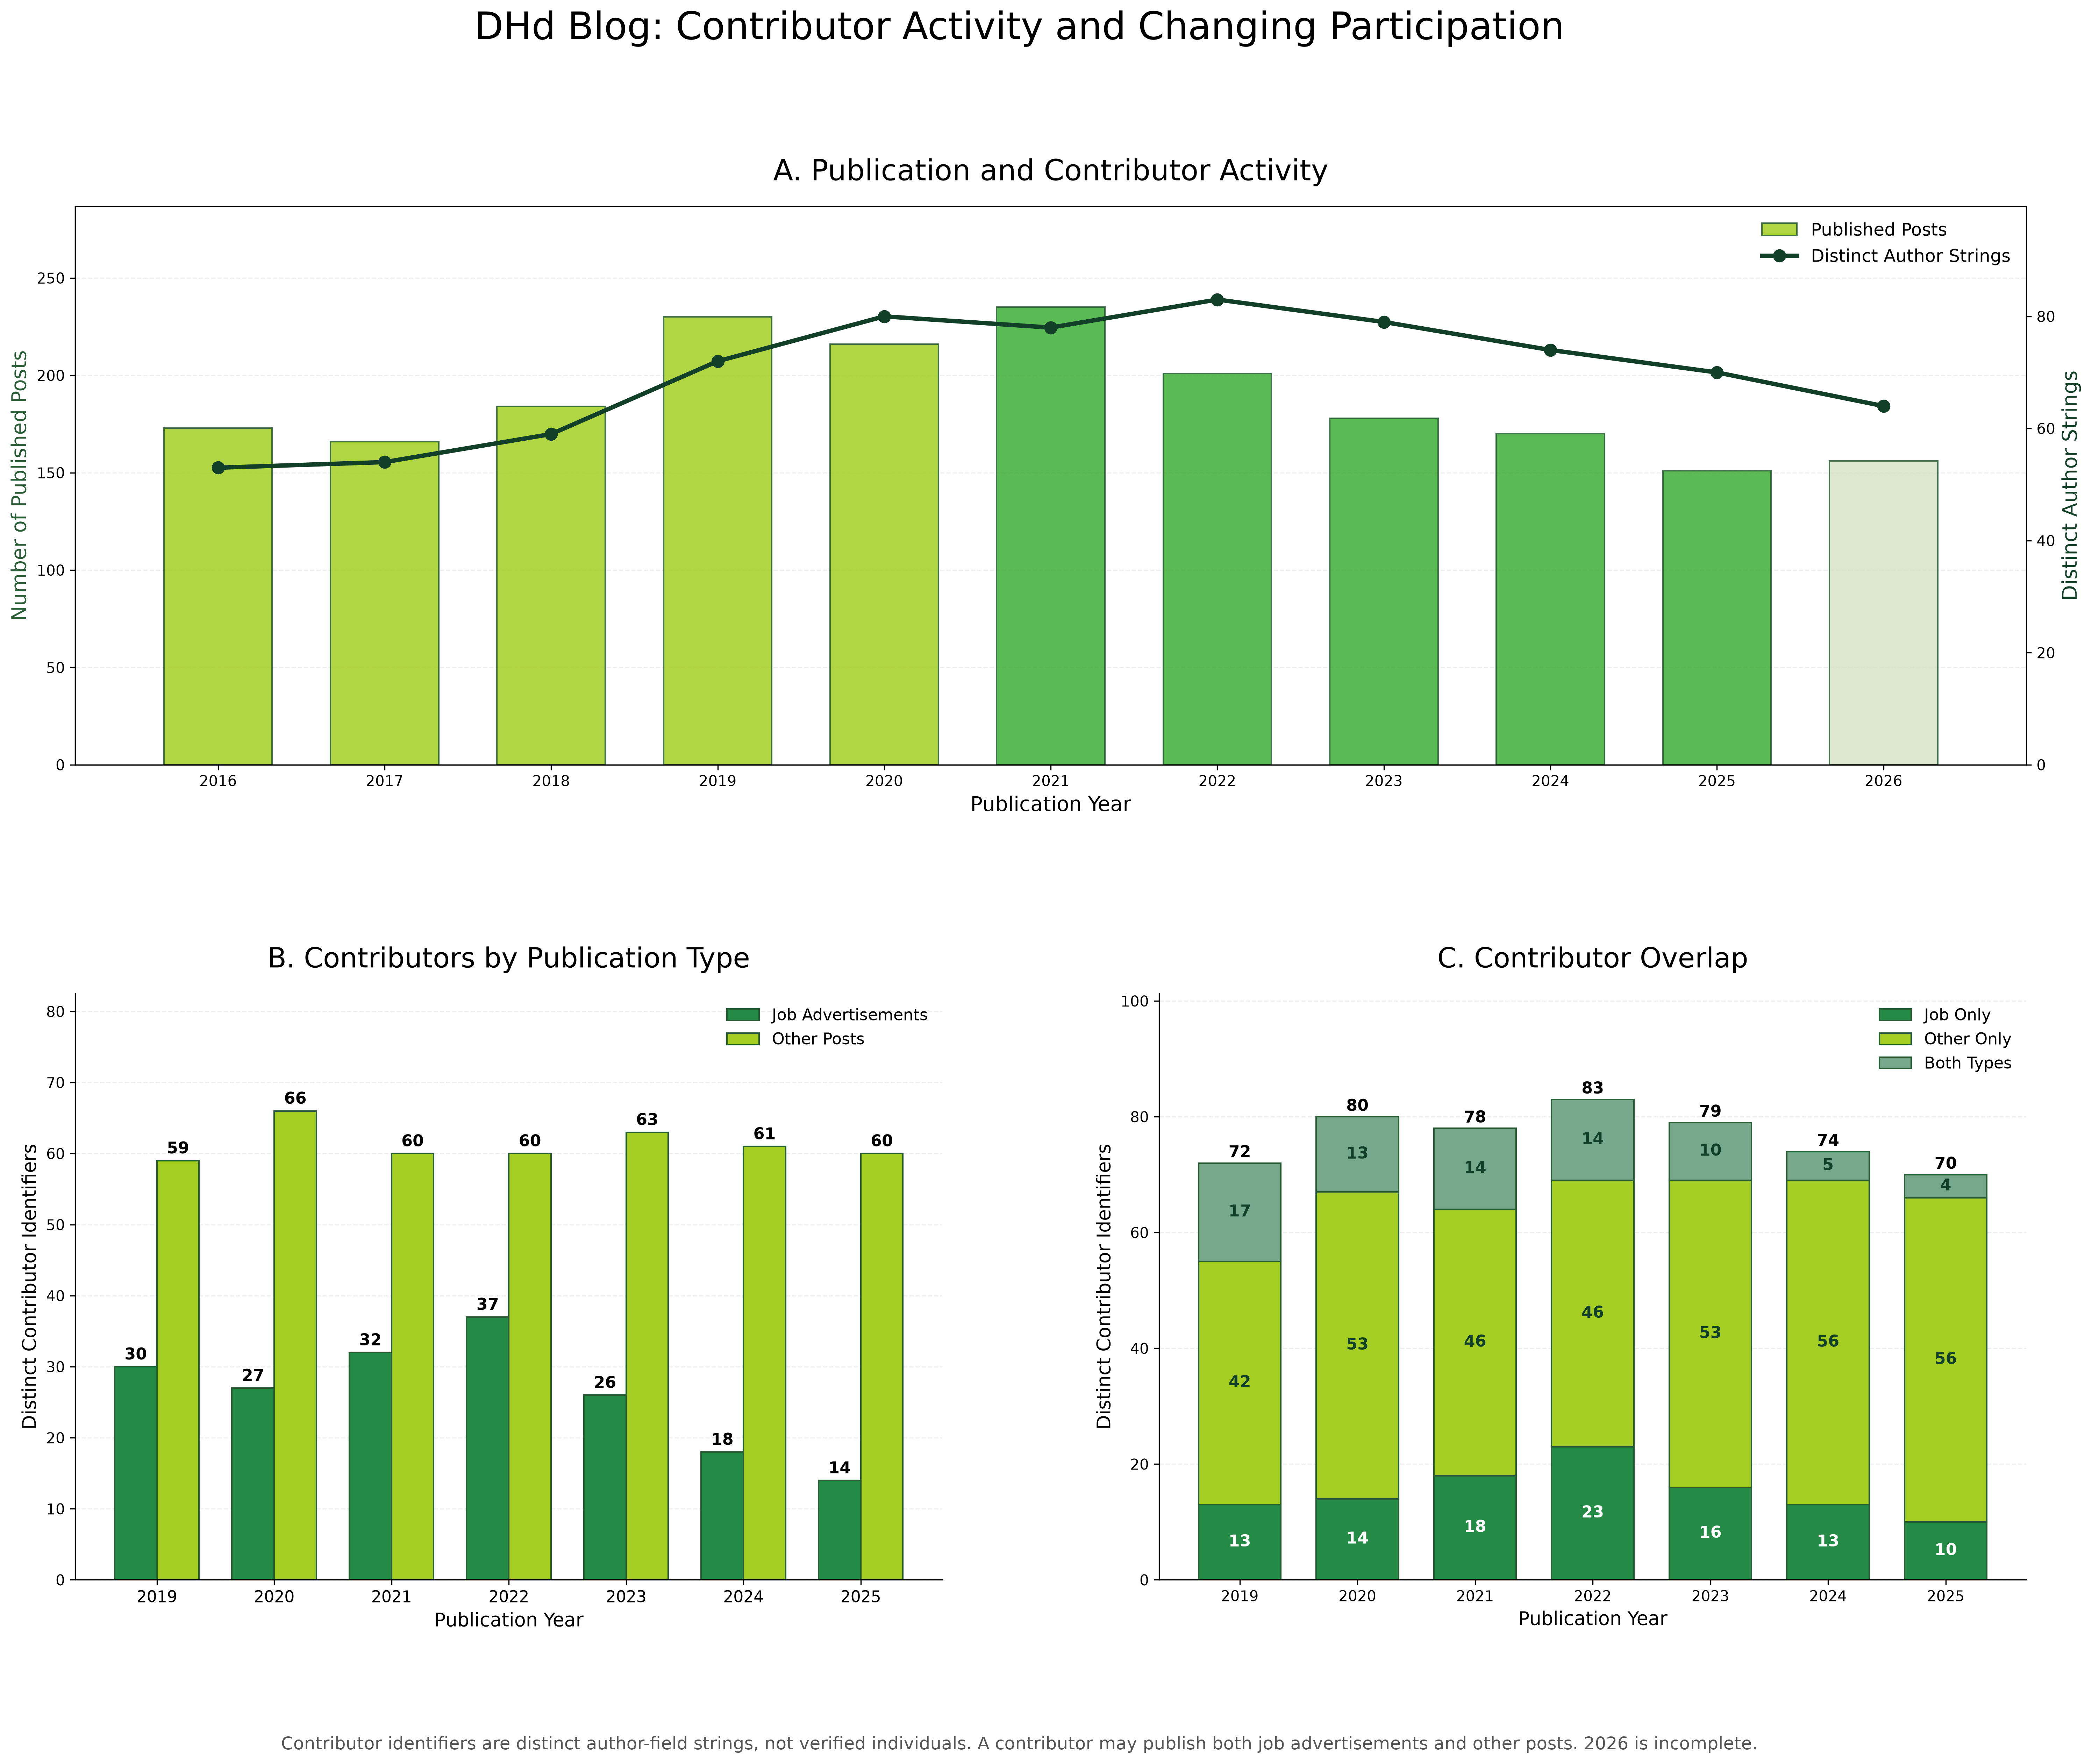 DHd Blog: Contributor Activity and Changing Participation
A. Publication and Contributor Activity
Published Posts
Distinct Author Strings
Number of Published Posts
250
200
150
100
50
0
80
60
40
20
0
Distinct Author Strings
2016 2017 2018 2019 2020 2021 2022 2023 2024 2025 2026
Publication Year
B. Contributors by Publication Type
Job Advertisements
Other Posts
Distinct Contributor Identifiers
80
70
60
50
40
30
20
10
0
30 59 27 66 32 60 37 60 26 63 18 61 14 60
2019 2020 2021 2022 2023 2024 2025
Publication Year
C. Contributor Overlap
Job Only
Other Only
Both Types
Distinct Contributor Identifiers
100
80
60
40
20
0
72 80 78 83 79 74 70
17 13 14 14 10 5 4
42 53 46 46 53 56 56
13 14 18 23 16 13 10
2019 2020 2021 2022 2023 2024 2025
Publication Year
Contributor identifiers are distinct author-field strings, not verified individuals. A contributor may publish both job advertisements and other posts. 2026 is incomplete.